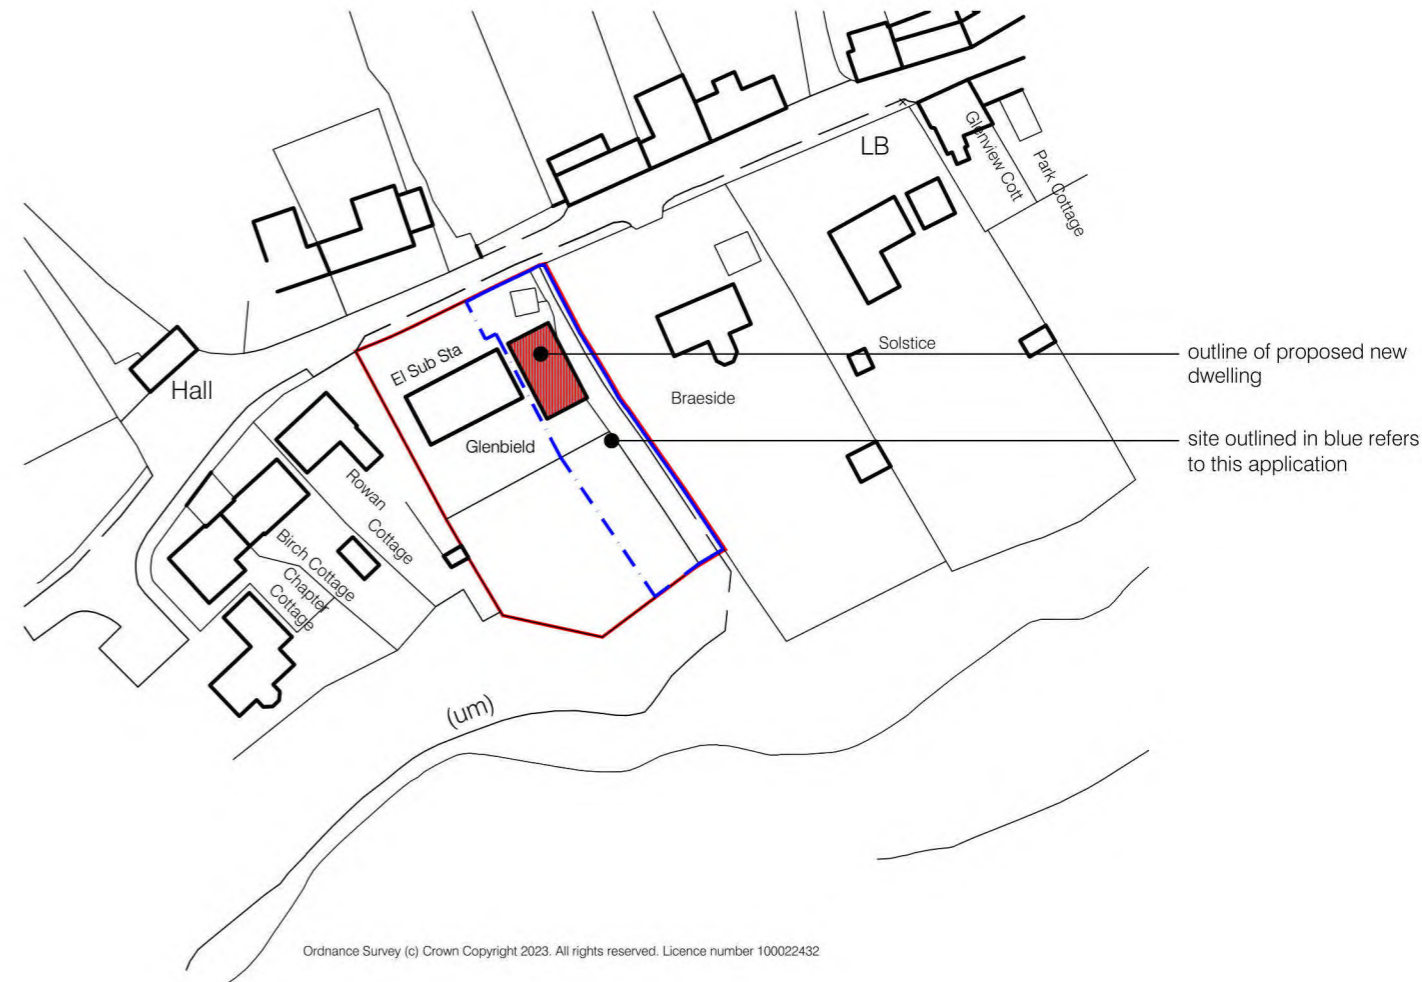 LB
Glenview Cott
Park Cottage
El Sub Sta
Solstice
outline of proposed new
dwelling
Hall
Braeside
Glenbield
site outlined in blue refers
to this application
Rowan
Cottage
Birch Cottage
Chapter
Cottage
(um)
Ordnance Survey (c) Crown Copyright 2023. All rights reserved. Licence number 100022432